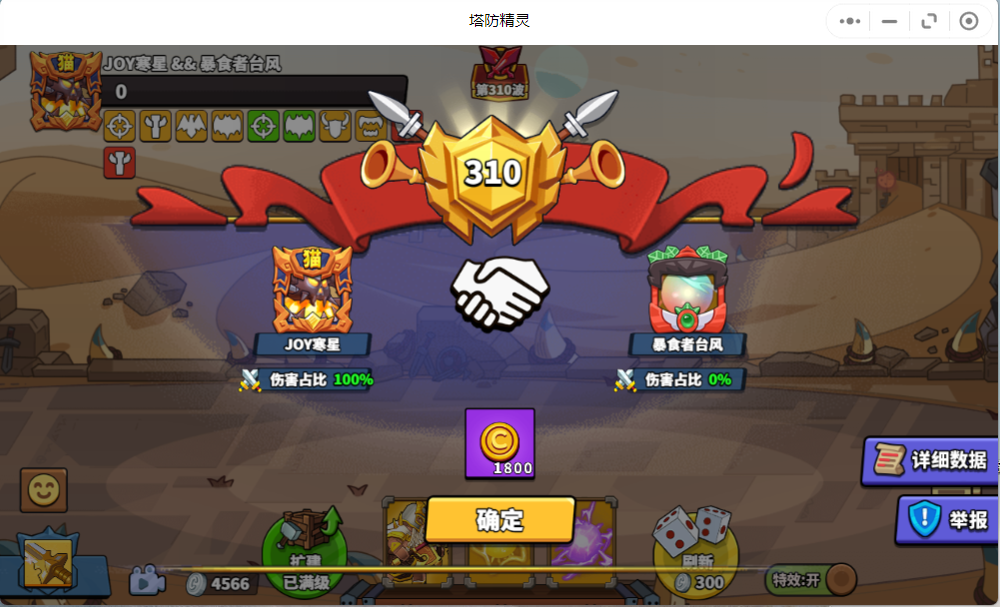 塔防精灵
猫
JOY寒星 && 暴食者台风
0
第310波
310
猫
JOY寒星
暴食者台风
伤害占比 100%
伤害占比 0%
1800
详细数据
确定
举报
扩建
已满级
刷新
4566
300
特效:开